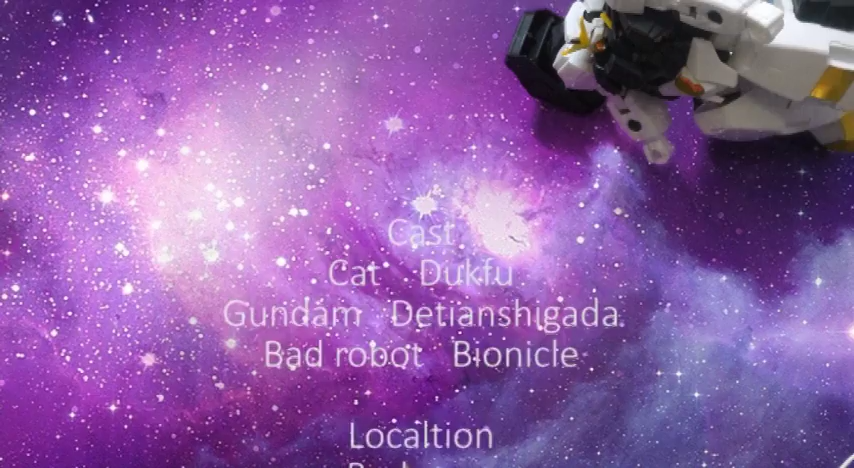 Cast
Cat Dukfu
Gundam Detianshigada
Bad robot Bionicle
Localtion